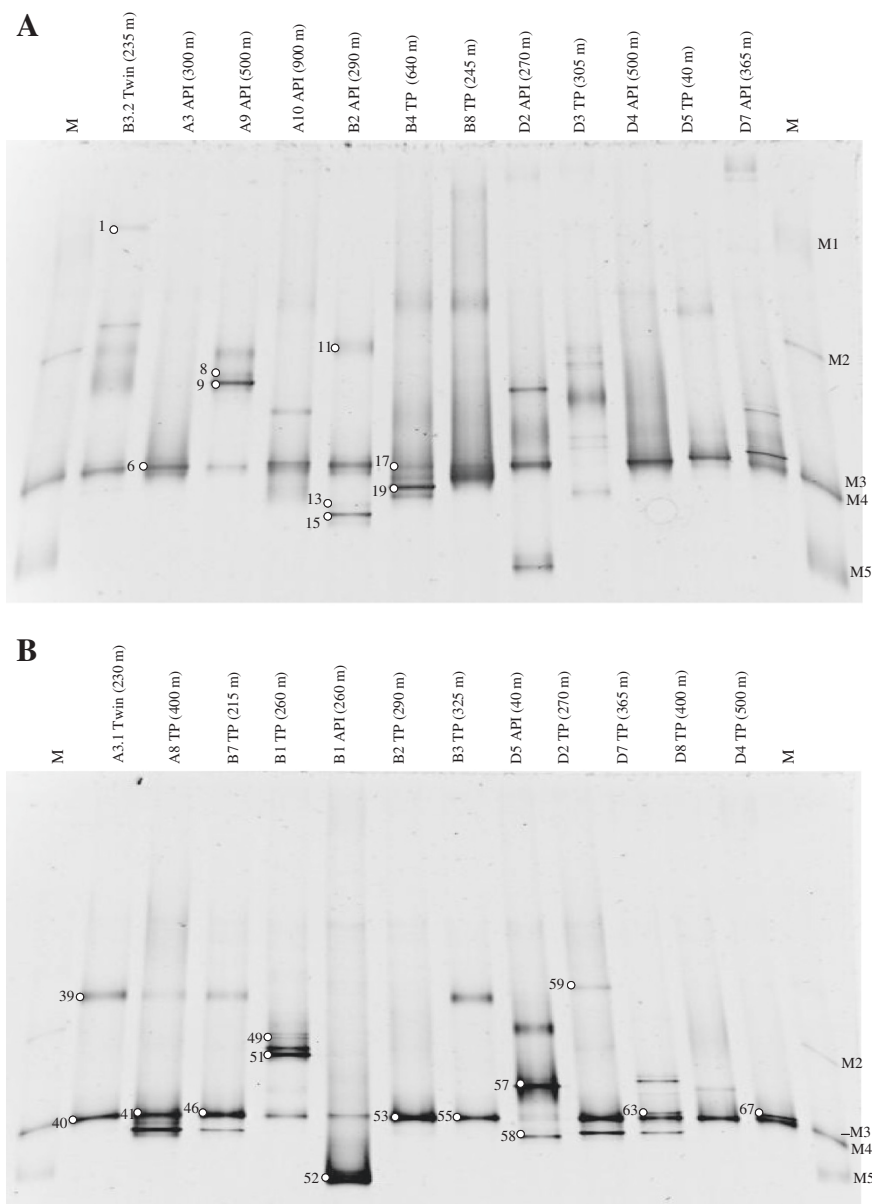 A
M
B3.2 Twin (235 m)
A3 API (300 m)
A9 API (500 m)
A10 API (900 m)
B2 API (290 m)
B4 TP (640 m)
B8 TP (245 m)
D2 API (270 m)
D3 TP (305 m)
D4 API (500 m)
D5 TP (40 m)
D7 API (365 m)
M
1
M1
11
M2
8
9
6
17
M3
19
M4
13
15
M5
B
M
A3.1 Twin (230 m)
A8 TP (400 m)
B7 TP (215 m)
B1 TP (260 m)
B1 API (260 m)
B2 TP (290 m)
B3 TP (325 m)
D5 API (40 m)
D2 TP (270 m)
D7 TP (365 m)
D8 TP (400 m)
D4 TP (500 m)
M
59
39
49
51
M2
57
40
41
46
53
55
63
67
58
M3
M4
52
M5